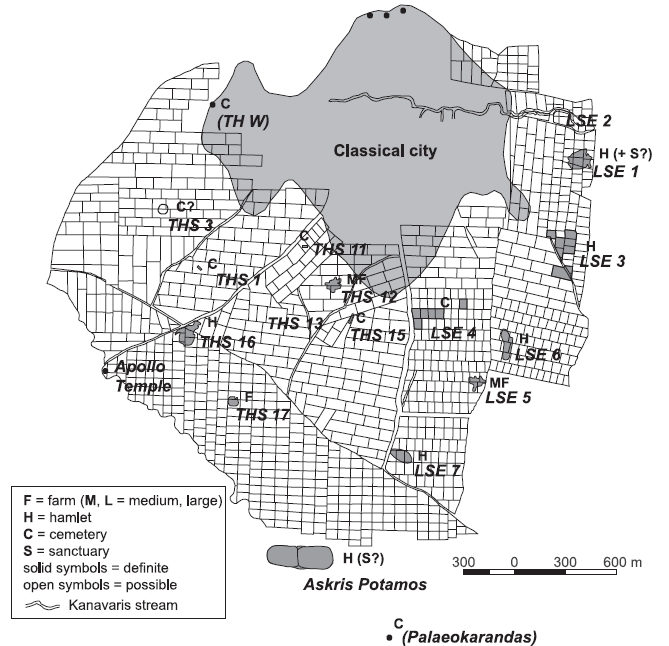 C
(TH W)
Classical city
LSE 2
H (+ S?)
LSE 1
C?
THS 3
C
THS 11
H
LSE 3
C
THS 1
MF
THS 12
C
LSE 4
THS 13
C
THS 15
H
THS 16
H
LSE 6
Apollo
Temple
MF
LSE 5
F
THS 17
H
LSE 7
F = farm (M, L = medium, large)
H = hamlet
C = cemetery
S = sanctuary
solid symbols = definite
open symbols = possible
Kanavaris stream
H (S?)
Askris Potamos
300 0 300 600 m
C
(Palaeokarandas)